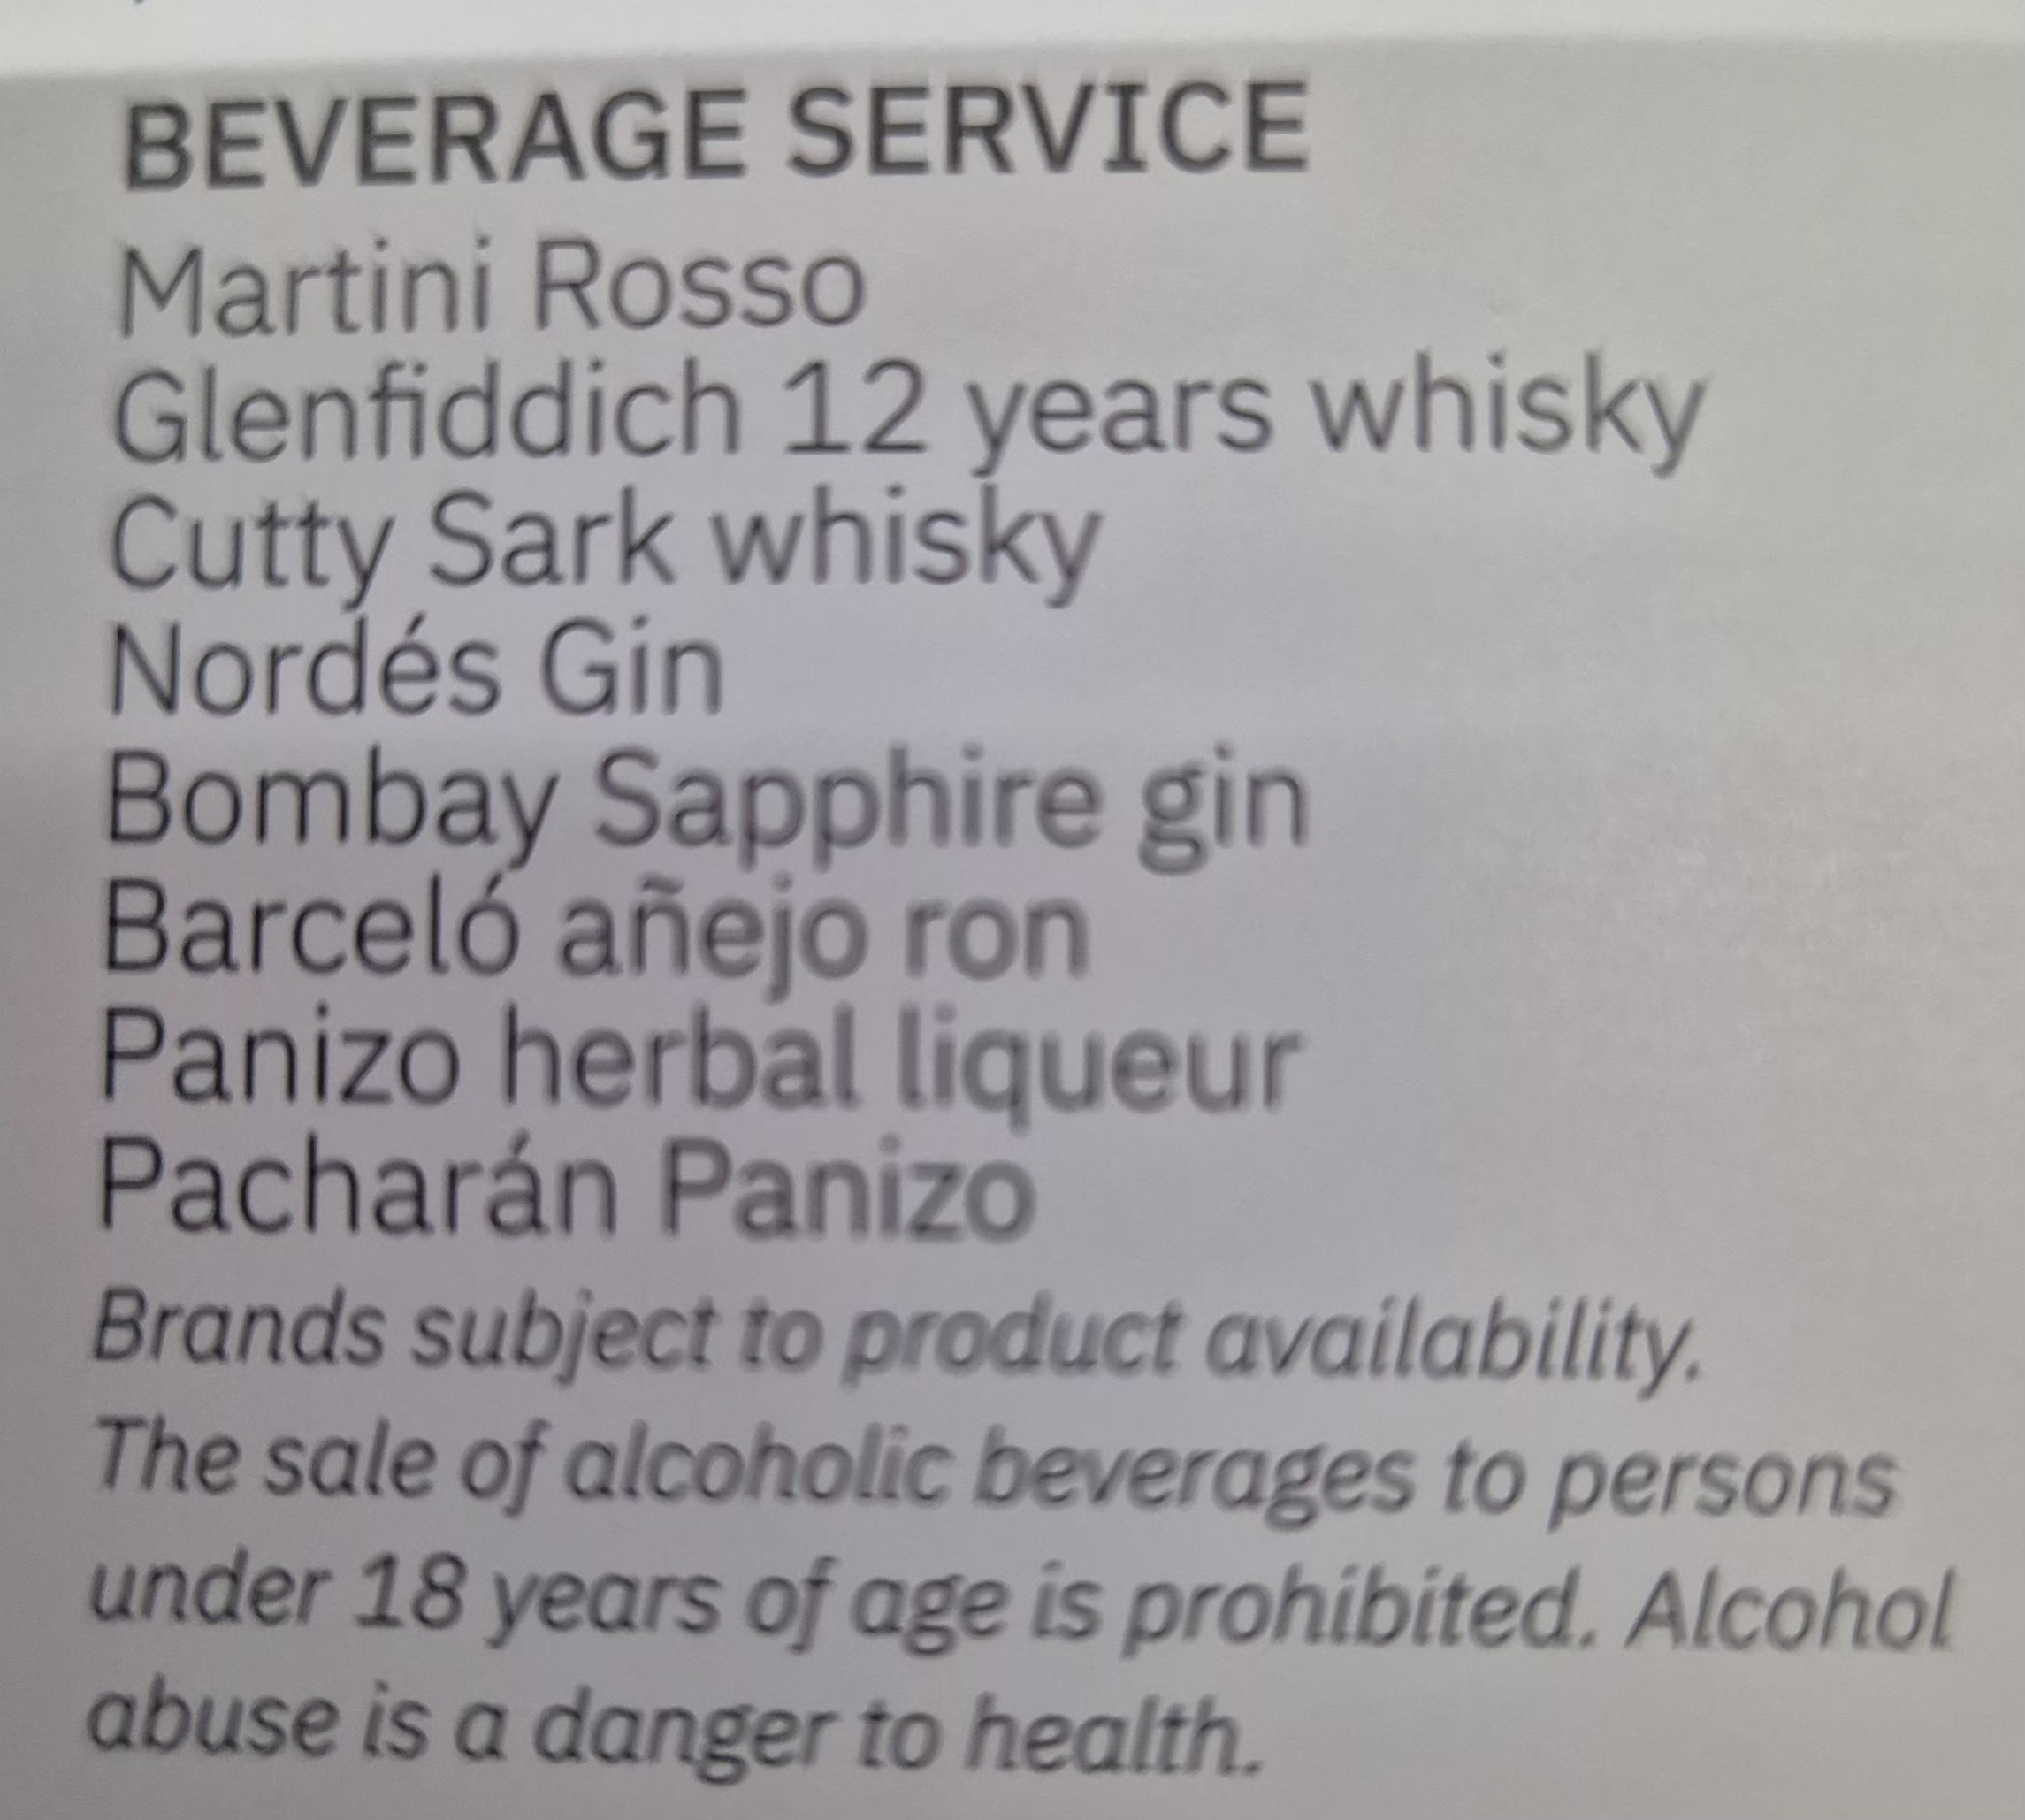 BEVERAGE SERVICE
Martini Rosso
Glenfiddich 12 years whisky
Cutty Sark whisky
Nordés Gin
Bombay Sapphire gin
Barceló añejo ron
Panizo herbal liqueur
Pacharán Panizo
Brands subject to product availability.
The sale of alcoholic beverages to persons
under 18 years of age is prohibited. Alcohol
abuse is a danger to health.